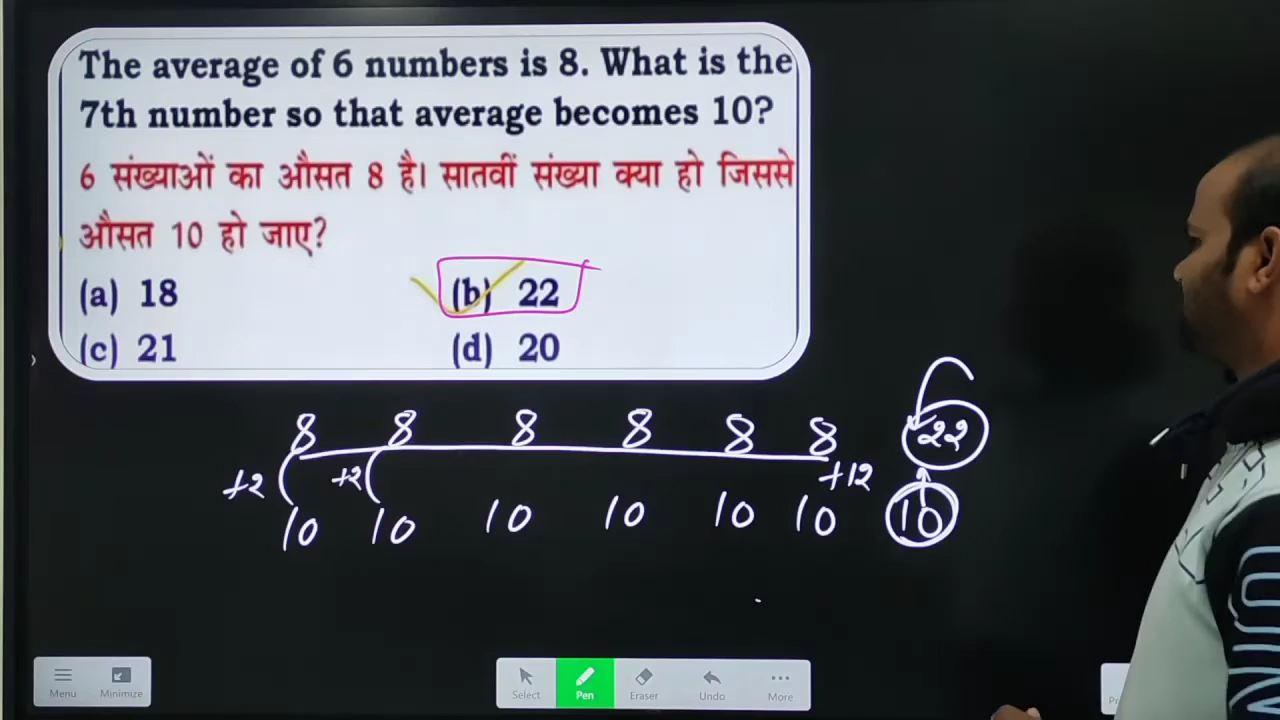 The average of 6 numbers is 8. What is the
7th number so that average becomes 10?
6 संख्याओं का औसत 8 है। सातवीं संख्या क्या हो जिससे
औसत 10 हो जाए?
(a) 18 (b) 22
(c) 21 (d) 20
8 8 8 8 8 8 22
+2 +2 +12
10 10 10 10 10 10 10
Menu Minimize Select Pen Eraser Undo More